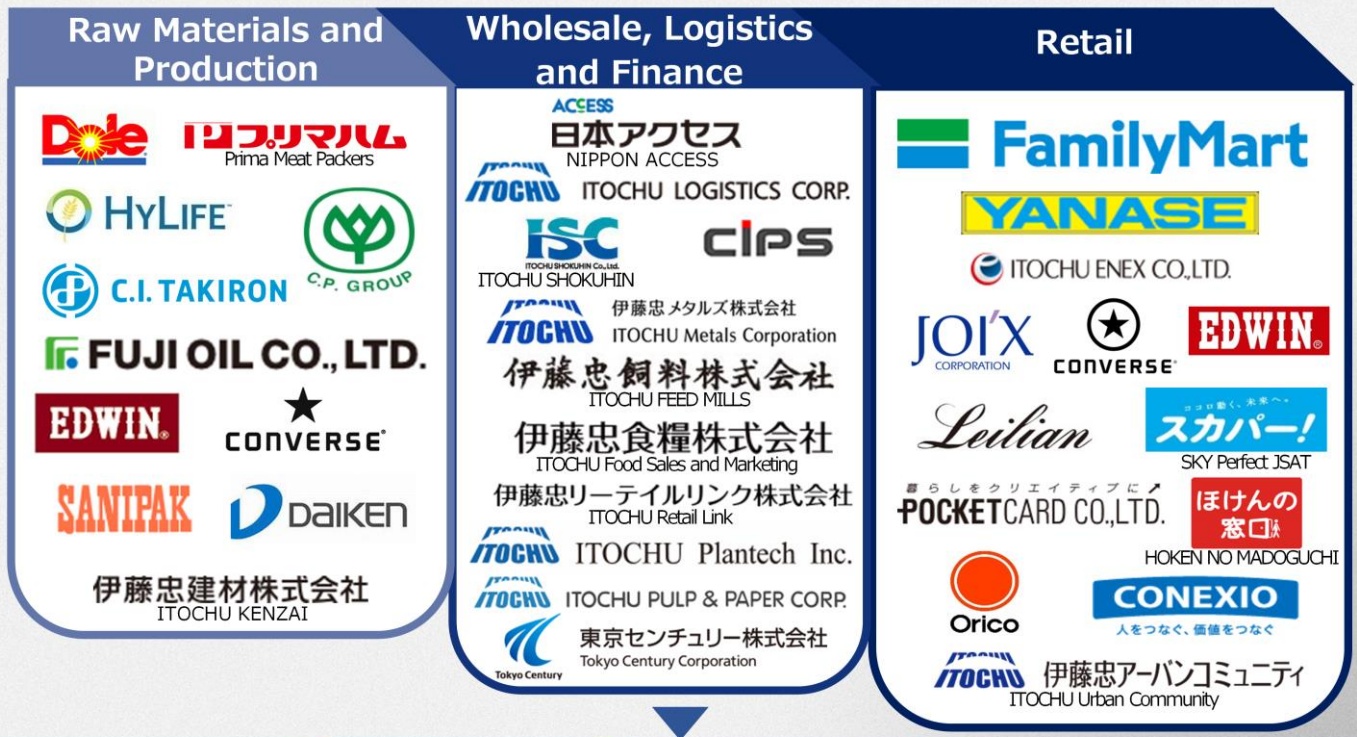 Raw Materials and
Production
Dole
プリマハム
Prima Meat Packers
HYLIFE
C.P. GROUP
C.I. TAKIRON
FUJI OIL CO., LTD.
EDWIN®
CONVERSE®
SANIPAK
DAIKEN
伊藤忠建材株式会社
ITOCHU KENZAI
Wholesale, Logistics
and Finance
ACCESS
日本アクセス
NIPPON ACCESS
ITOCHU
ITOCHU LOGISTICS CORP.
ISC
ITOCHU SHOKUHIN Co., Ltd.
ITOCHU SHOKUHIN
CIPS
ITOCHU
伊藤忠メタルズ株式会社
ITOCHU Metals Corporation
伊藤忠飼料株式会社
ITOCHU FEED MILLS
伊藤忠食糧株式会社
ITOCHU Food Sales and Marketing
伊藤忠リーテイルリンク株式会社
ITOCHU Retail Link
ITOCHU
ITOCHU Plantech Inc.
ITOCHU
ITOCHU PULP & PAPER CORP.
東京センチュリー株式会社
Tokyo Century Corporation
Tokyo Century
Retail
FamilyMart
YANASE
ITOCHU ENEX CO.,LTD.
JOI'X
CORPORATION
CONVERSE®
EDWIN®
Leilian
ココロ動く、未来へ。
スカパー!
SKY Perfect JSAT
暮らしをクリエイティブに
POCKETCARD CO.,LTD.
ほけんの
窓口
HOKEN NO MADOGUCHI
Orico
CONEXIO
人をつなぐ、価値をつなぐ
ITOCHU
伊藤忠アーバンコミュニティ
ITOCHU Urban Community